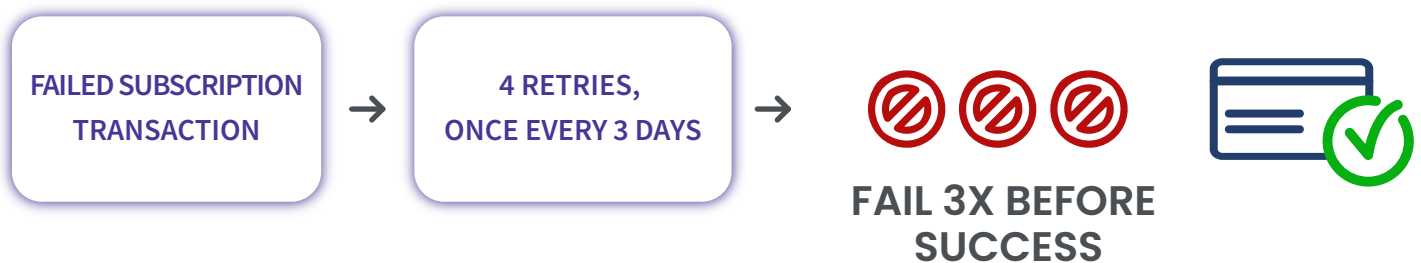 FAILED SUBSCRIPTION
TRANSACTION
4 RETRIES,
ONCE EVERY 3 DAYS
FAIL 3X BEFORE
SUCCESS